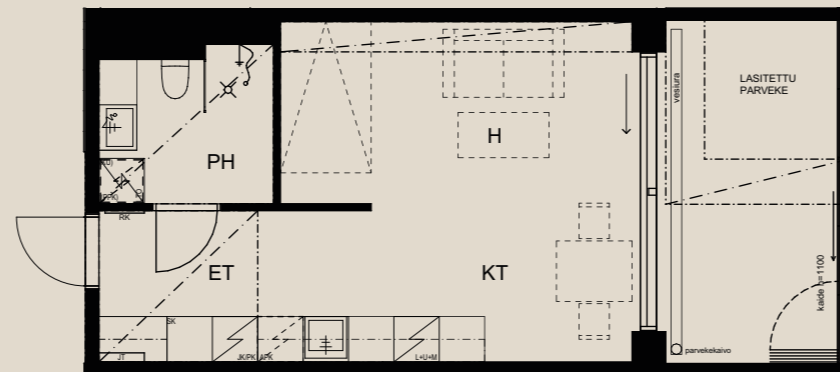 LASITETTU
PARVEKE
vesiura
H
PH
RK
ET
KT
kaide h=1100
SK
JT
JK/PK
APK
L+U+M
parvekekaivo